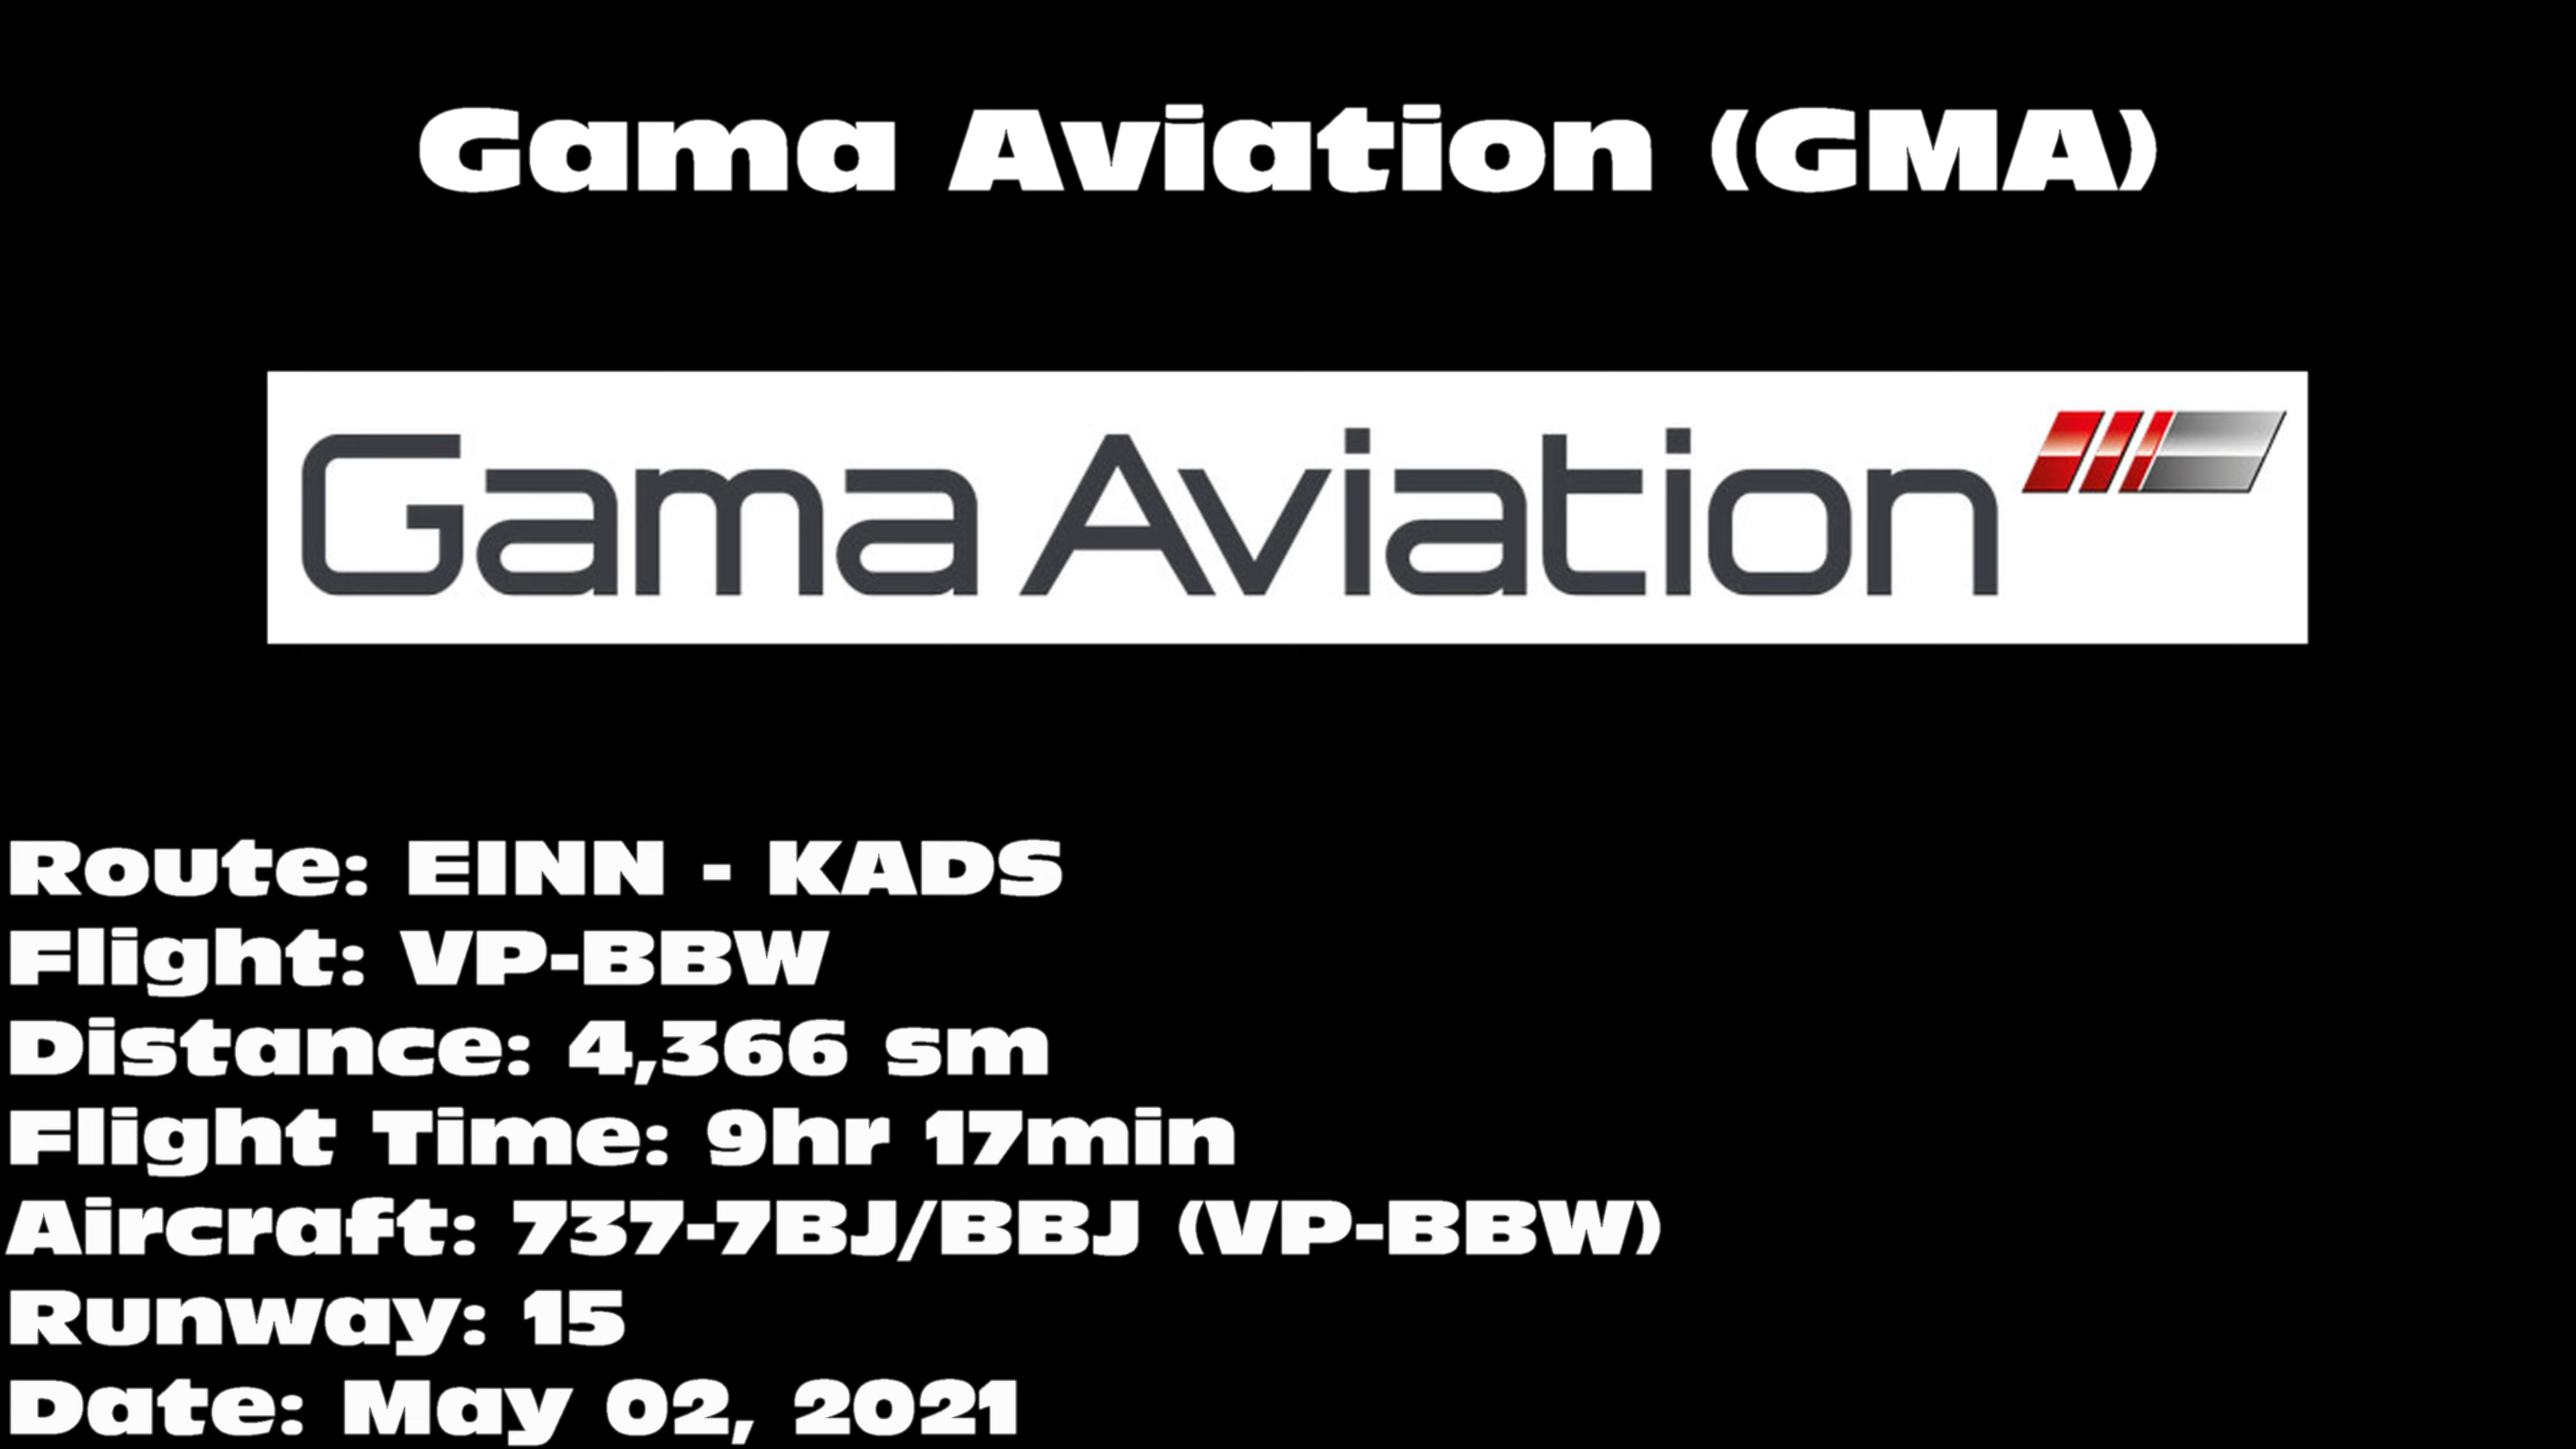 Gama Aviation (GMA)
Gama Aviation
Route: EINN - KADS
Flight: VP-BBW
Distance: 4,366 sm
Flight Time: 9hr 17min
Aircraft: 737-7BJ/BBJ (VP-BBW)
Runway: 15
Date: May 02, 2021